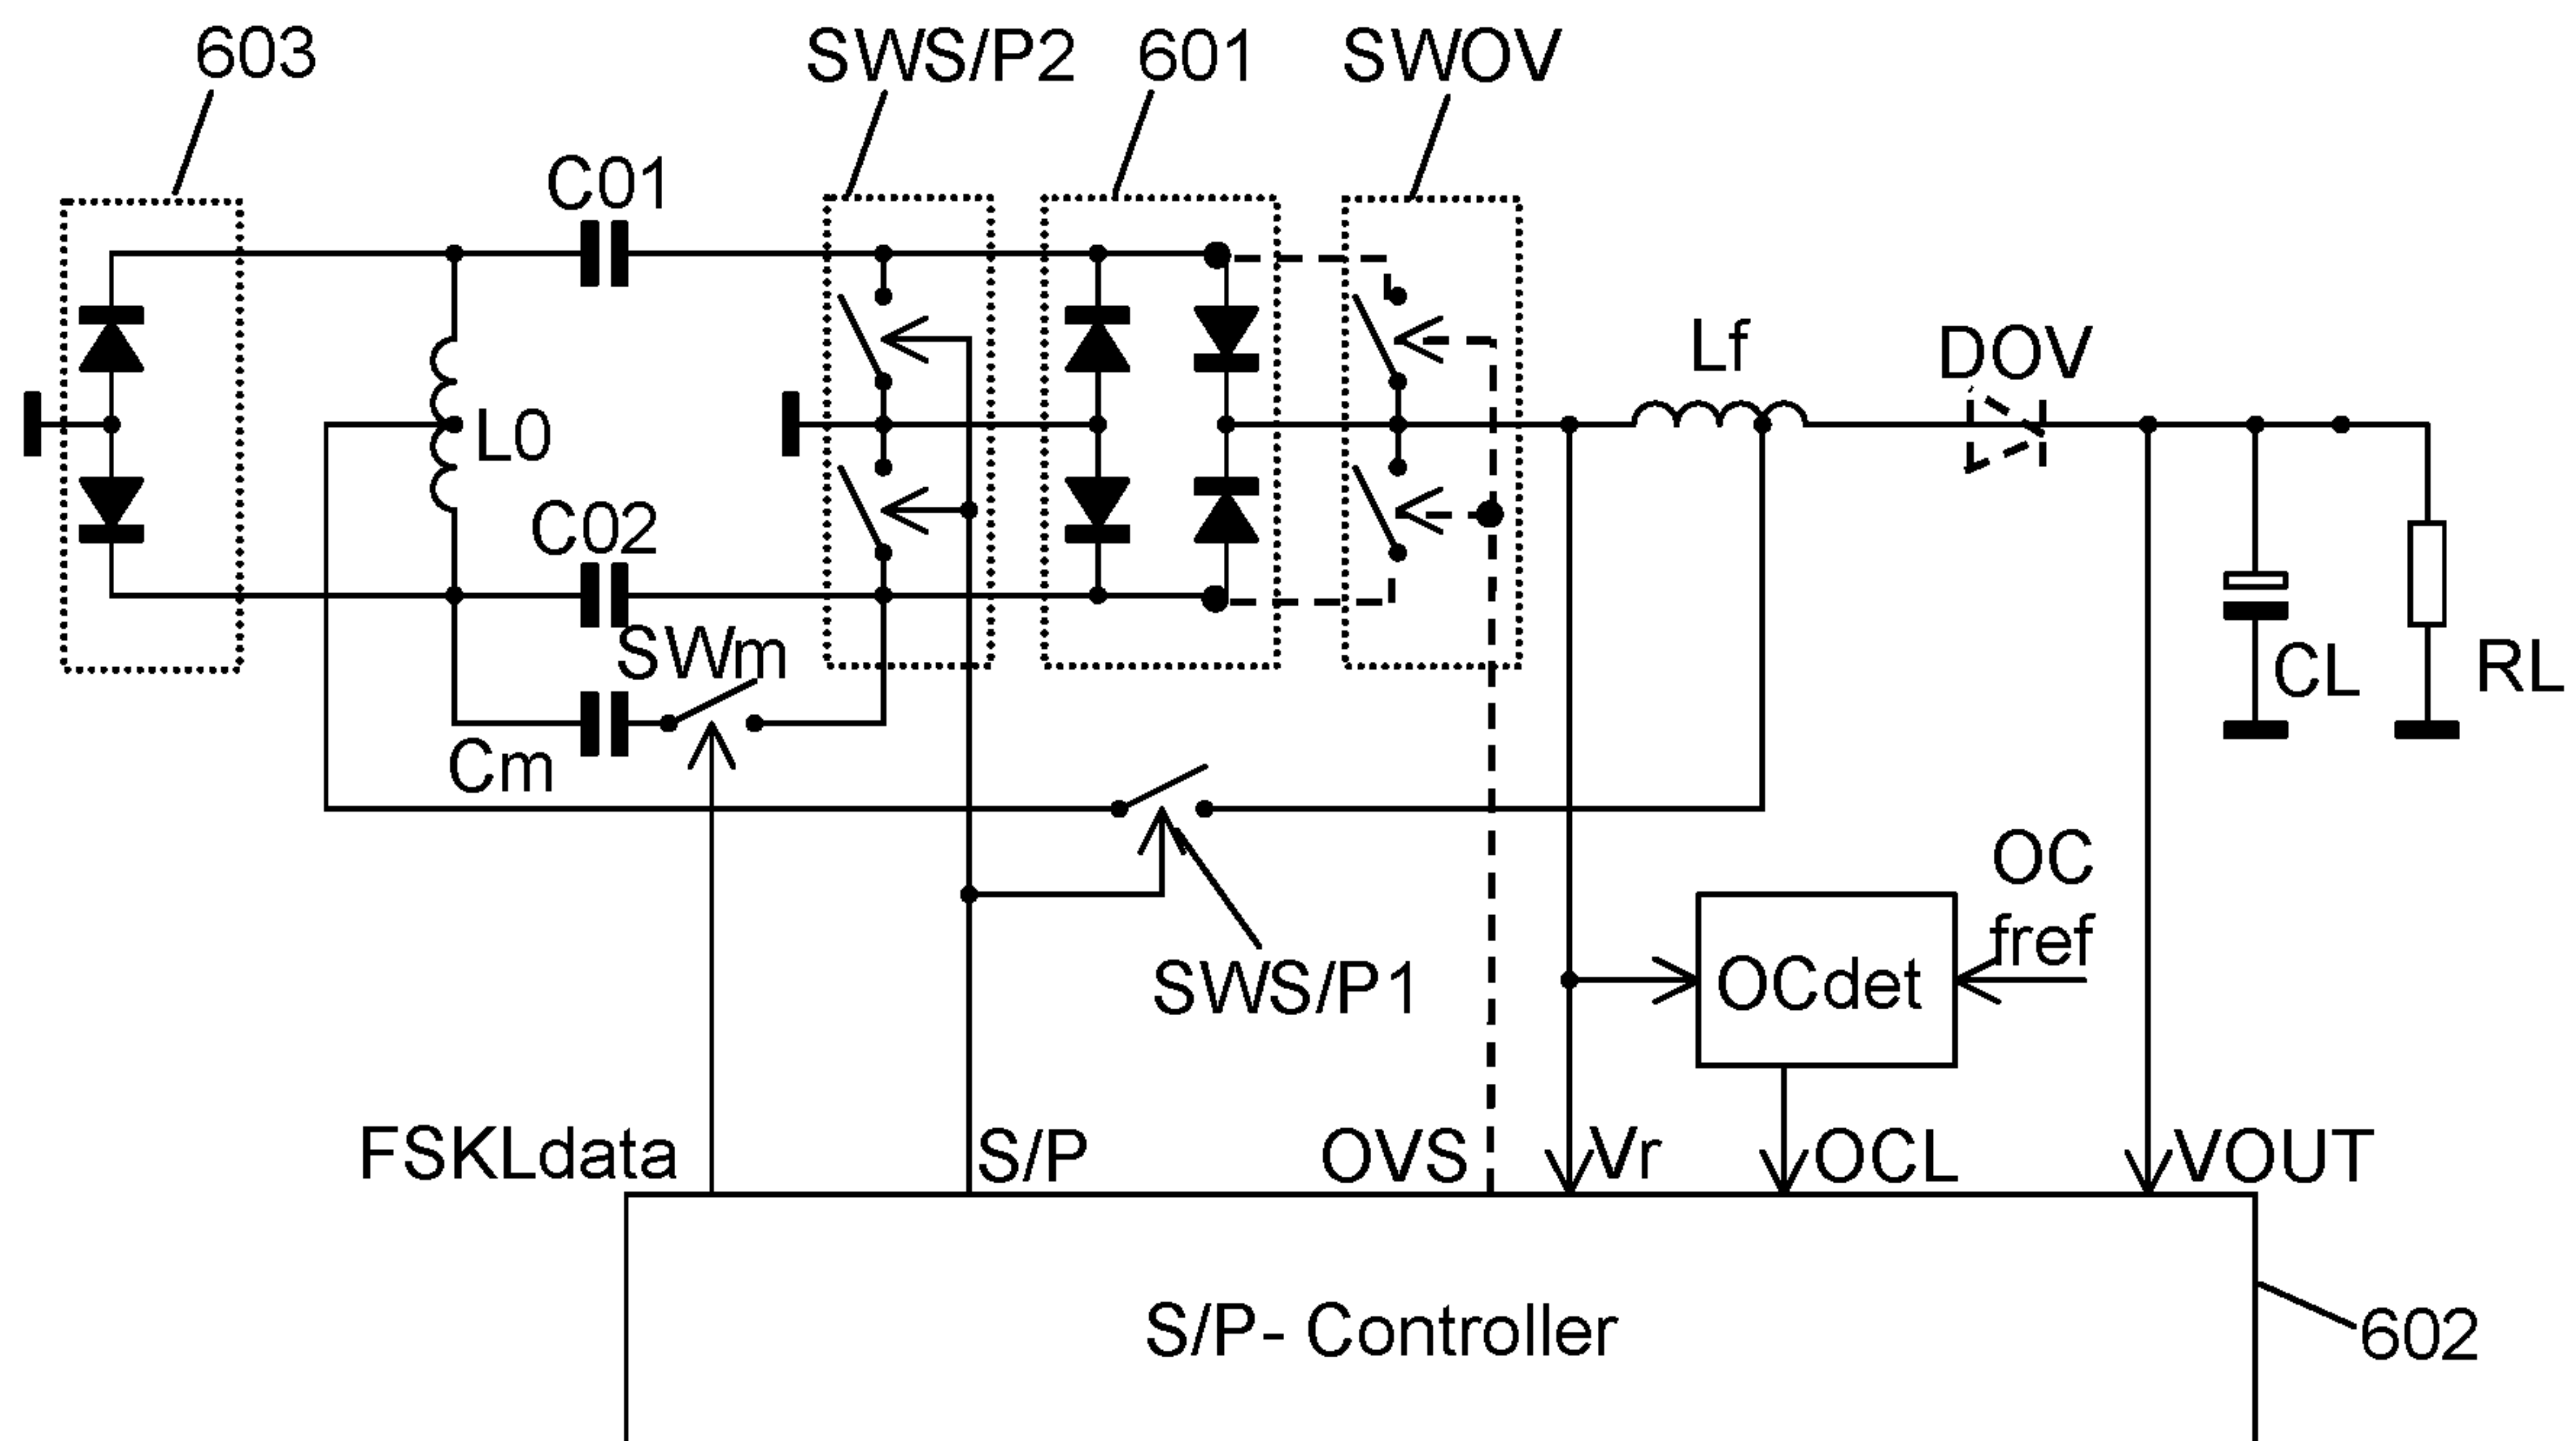 603
SWS/P2
601
SWOV
C01
Lf
DOV
L0
C02
SWm
CL
RL
Cm
OC
fref
OCdet
SWS/P1
FSKLdata
S/P
OVS
Vr
OCL
VOUT
S/P- Controller
602